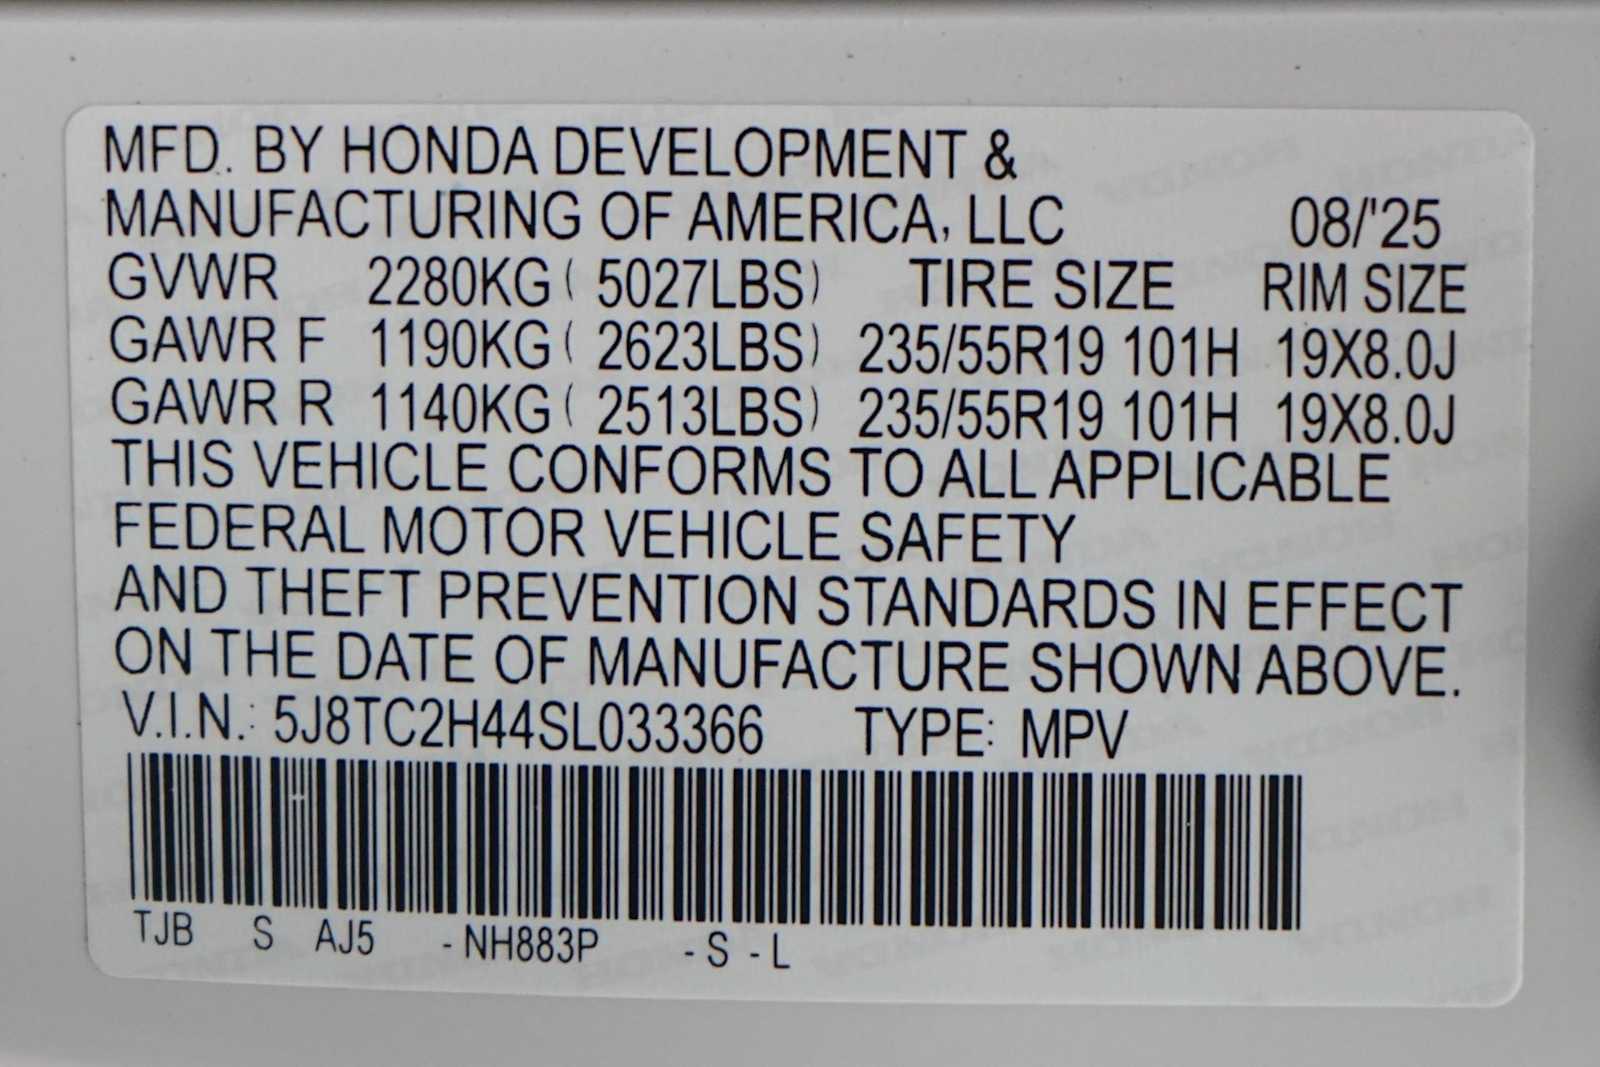 MFD. BY HONDA DEVELOPMENT &
MANUFACTURING OF AMERICA, LLC 08/'25
GVWR 2280KG ( 5027LBS) TIRE SIZE RIM SIZE
GAWR F 1190KG ( 2623LBS) 235/55R19 101H 19X8.0J
GAWR R 1140KG ( 2513LBS) 235/55R19 101H 19X8.0J
THIS VEHICLE CONFORMS TO ALL APPLICABLE
FEDERAL MOTOR VEHICLE SAFETY
AND THEFT PREVENTION STANDARDS IN EFFECT
ON THE DATE OF MANUFACTURE SHOWN ABOVE.
V.I.N.: 5J8TC2H44SL033366 TYPE: MPV
TJB S AJ5 - NH883P - S - L